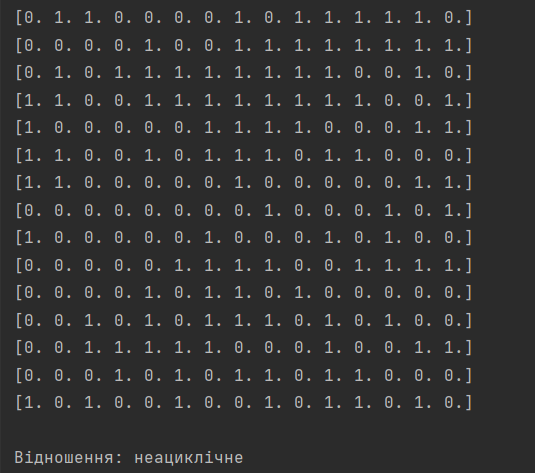 [0. 1. 1. 0. 0. 0. 0. 1. 0. 1. 1. 1. 1. 1. 0.]
[0. 0. 0. 0. 1. 0. 0. 1. 1. 1. 1. 1. 1. 1. 1.]
[0. 1. 0. 1. 1. 1. 1. 1. 1. 1. 1. 0. 0. 1. 0.]
[1. 1. 0. 0. 1. 1. 1. 1. 1. 1. 1. 1. 0. 0. 1.]
[1. 0. 0. 0. 0. 0. 1. 1. 1. 1. 0. 0. 0. 1. 1.]
[1. 1. 0. 0. 1. 0. 1. 1. 1. 0. 1. 1. 0. 0. 0.]
[1. 1. 0. 0. 0. 0. 0. 1. 0. 0. 0. 0. 0. 1. 1.]
[0. 0. 0. 0. 0. 0. 0. 0. 1. 0. 0. 0. 1. 0. 1.]
[1. 0. 0. 0. 0. 0. 1. 0. 0. 0. 1. 0. 1. 0. 0.]
[0. 0. 0. 0. 0. 1. 1. 1. 1. 0. 0. 1. 1. 1. 1.]
[0. 0. 0. 0. 1. 0. 1. 1. 0. 1. 0. 0. 0. 0. 0.]
[0. 0. 1. 0. 1. 0. 1. 1. 1. 0. 1. 0. 1. 0. 0.]
[0. 0. 1. 1. 1. 1. 1. 0. 0. 0. 1. 0. 0. 1. 1.]
[0. 0. 0. 1. 0. 1. 0. 1. 1. 0. 1. 1. 0. 0. 0.]
[1. 0. 1. 0. 0. 1. 0. 0. 1. 0. 1. 1. 0. 1. 0.]
Відношення: неациклічне